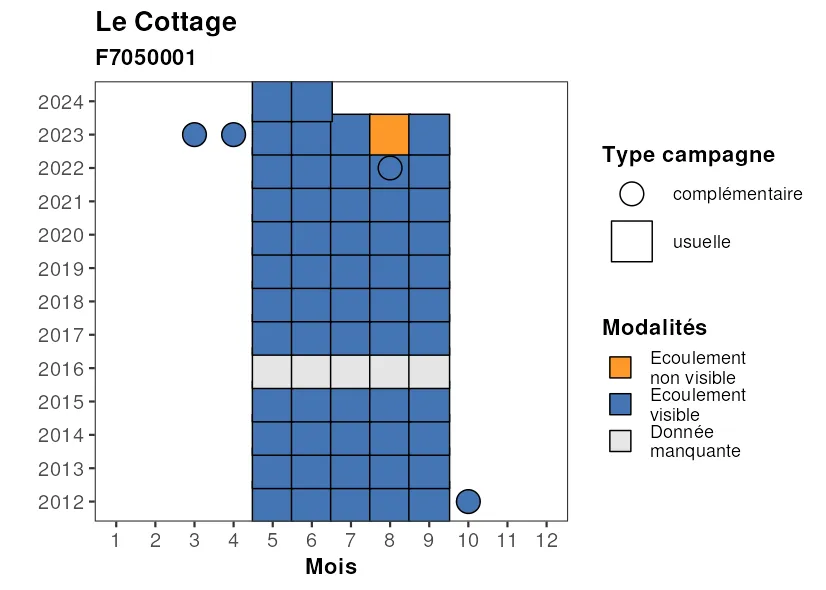 Le Cottage
F7050001
2024
2023
2022
2021
2020
2019
2018
2017
2016
2015
2014
2013
2012
1 2 3 4 5 6 7 8 9 10 11 12
Mois
Type campagne
complémentaire
usuelle
Modalités
Ecoulement
non visible
Ecoulement
visible
Donnée
manquante